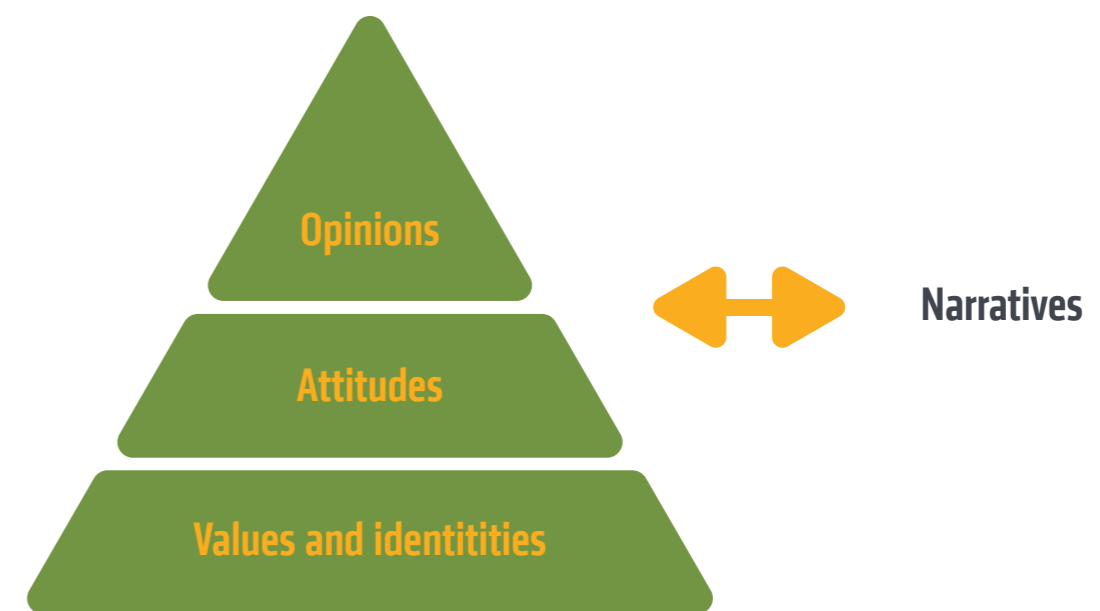 Opinions
Narratives
Attitudes
Values and identitities